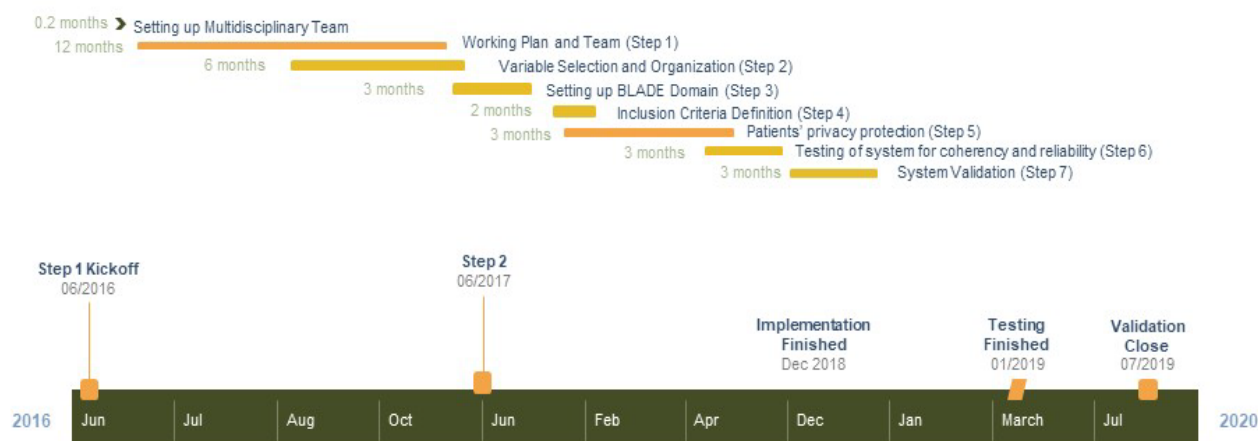 0.2 months Setting up Multidisciplinary Team
12 months Working Plan and Team (Step 1)
6 months Variable Selection and Organization (Step 2)
3 months Setting up BLADE Domain (Step 3)
2 months Inclusion Criteria Definition (Step 4)
3 months Patients' privacy protection (Step 5)
3 months Testing of system for coherency and reliability (Step 6)
3 months System Validation (Step 7)
Step 1 Kickoff
06/2016
Step 2
06/2017
Implementation
Finished
Dec 2018
Testing
Finished
01/2019
Validation
Close
07/2019
2016 Jun Jul Aug Oct Jun Feb Apr Dec Jan March Jul 2020